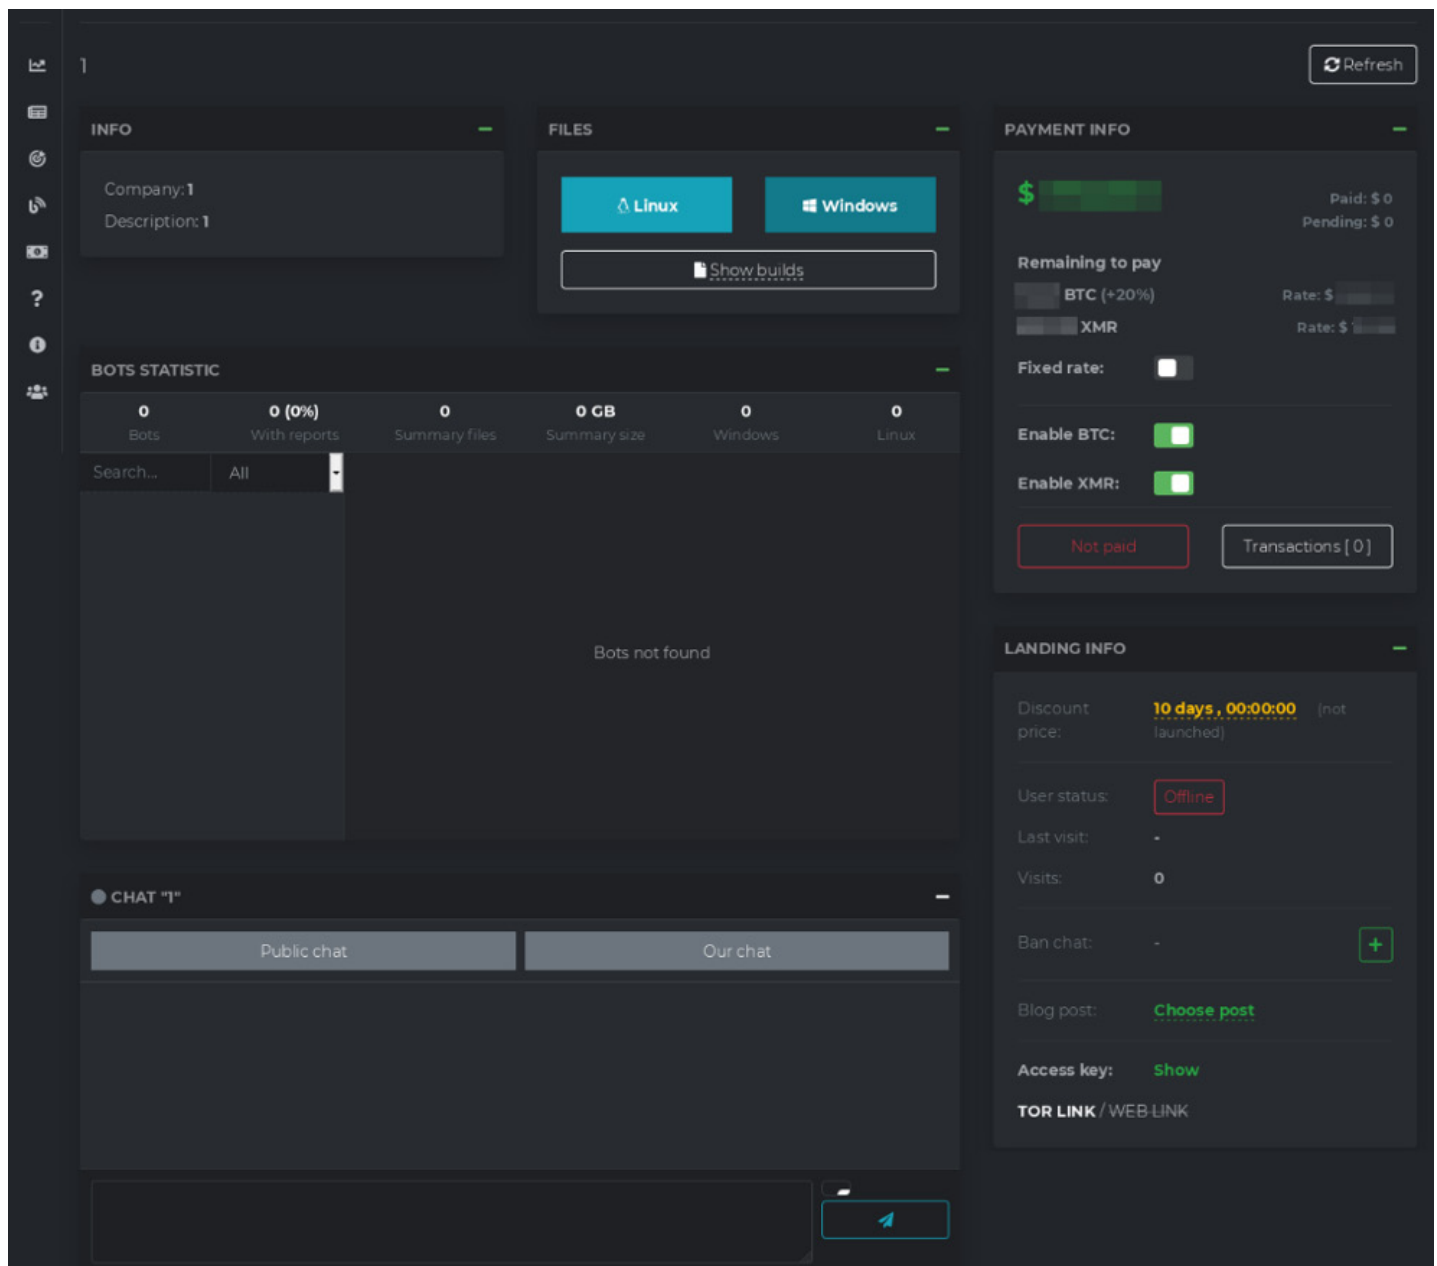 1
Refresh
INFO
Company: 1
Description: 1
FILES
Linux
Windows
Show builds
PAYMENT INFO
$
Paid: $ 0
Pending: $ 0
Remaining to pay
BTC (+20%)
Rate: $
XMR
Rate: $
Fixed rate:
Enable BTC:
Enable XMR:
Not paid
Transactions [ 0 ]
BOTS STATISTIC
0
0 (0%)
0
0 GB
0
0
Bots
With reports
Summary files
Summary size
Windows
Linux
Search...
All
Bots not found
LANDING INFO
Discount
price:
10 days , 00:00:00 (not
launched)
User status:
Offline
Last visit:
-
Visits:
0
Ban chat:
-
+
Blog post:
Choose post
Access key:
Show
TOR LINK / WEB LINK
CHAT "1"
Public chat
Our chat